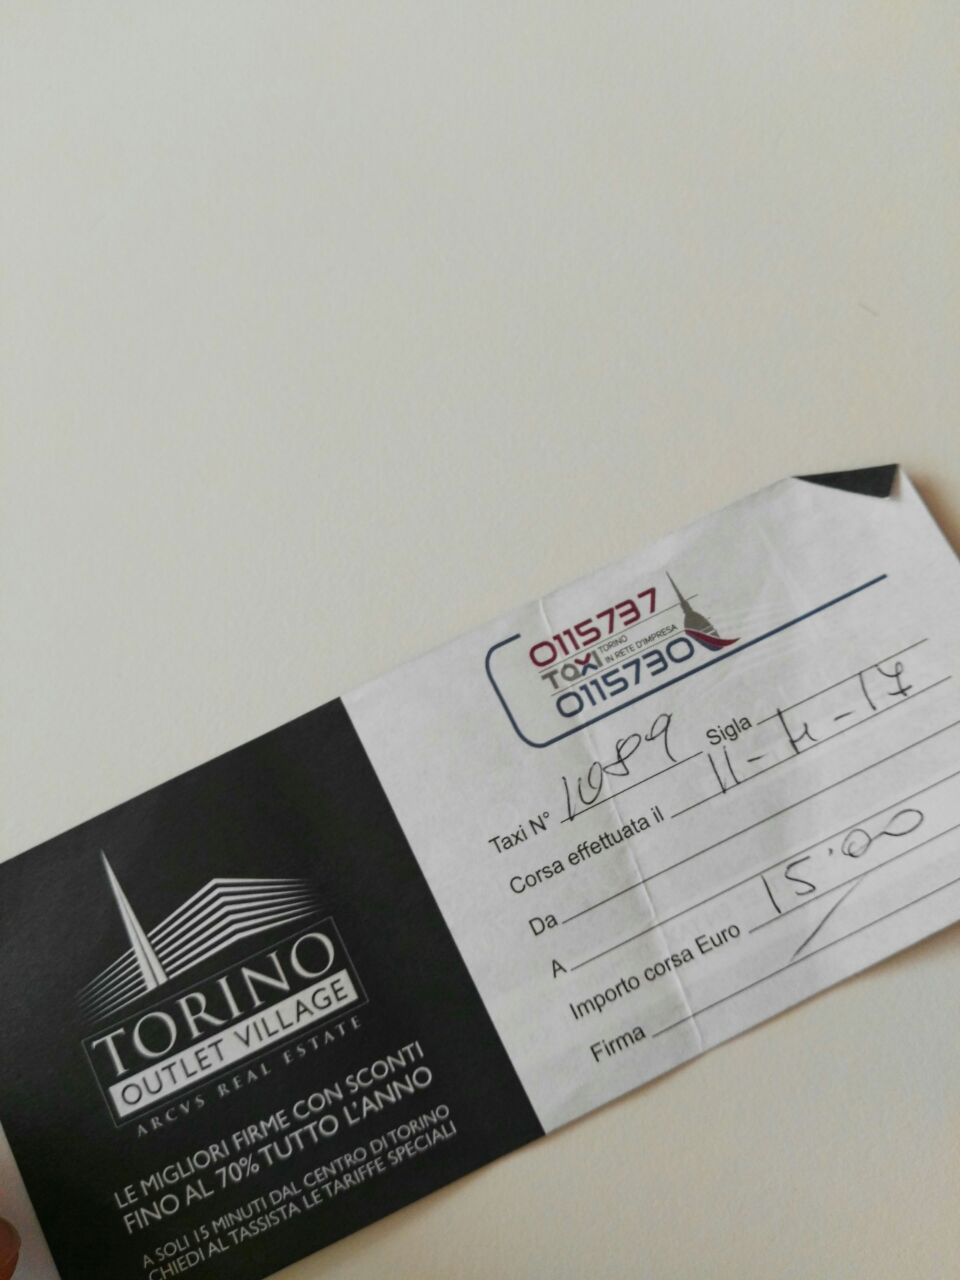 0115737
TAXI TORINO IN RETE D'IMPRESA
0115730
Taxi N° 1089 Sigla
Corsa effettuata il 11-11-17
Da
A
Importo corsa Euro 15.00
Firma
TORINO
OUTLET VILLAGE
ARCVS REAL ESTATE
LE MIGLIORI FIRME CON SCONTI
FINO AL 70% TUTTO L'ANNO
A SOLI 15 MINUTI DAL CENTRO DI TORINO
CHIEDI AL TASSISTA LE TARIFFE SPECIALI